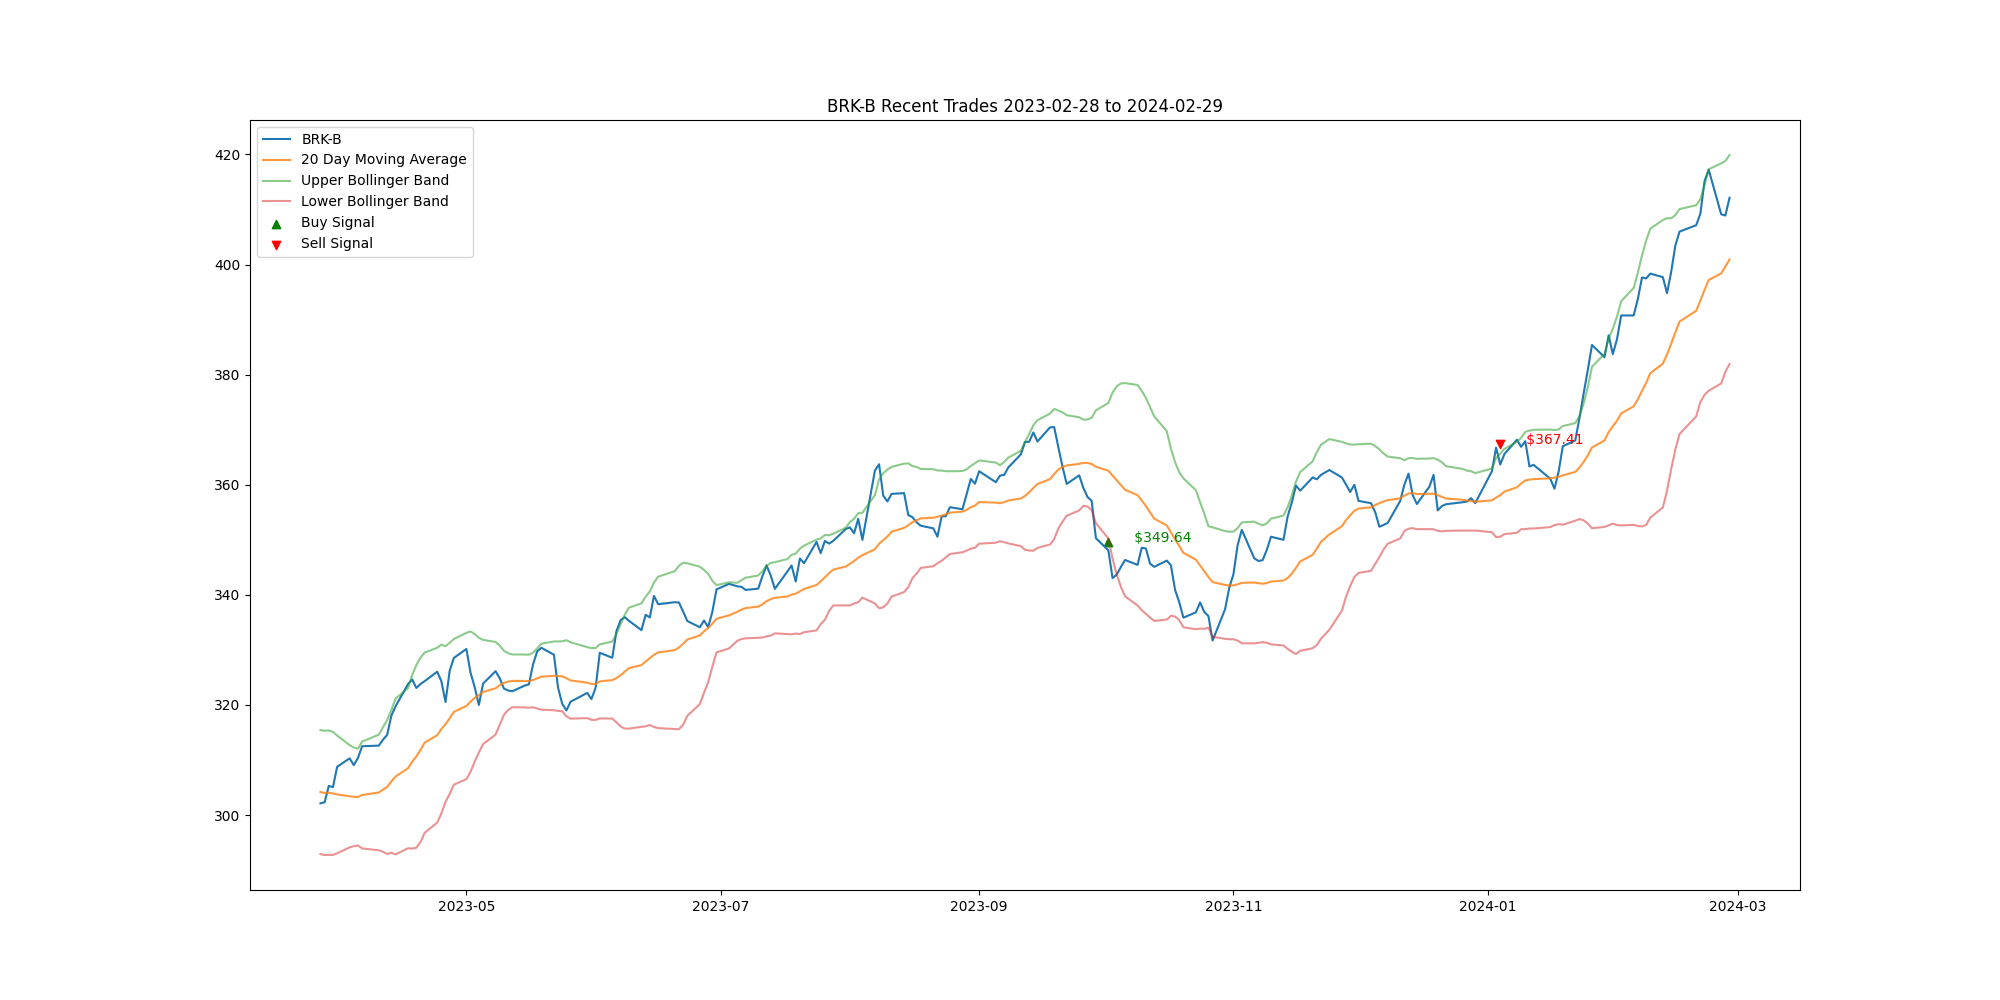 BRK-B Recent Trades 2023-02-28 to 2024-02-29
BRK-B
20 Day Moving Average
Upper Bollinger Band
Lower Bollinger Band
Buy Signal
Sell Signal
420
400
380
360
340
320
300
$367.41
$349.64
2023-05
2023-07
2023-09
2023-11
2024-01
2024-03